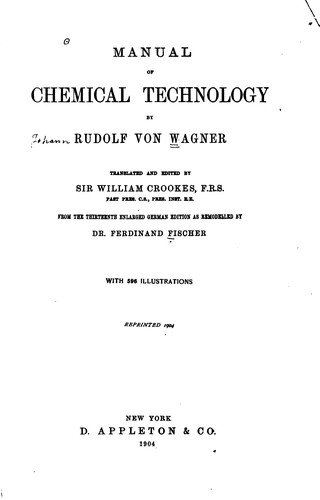 MANUAL
OF
CHEMICAL TECHNOLOGY
BY
Johann RUDOLF VON WAGNER
TRANSLATED AND EDITED BY
SIR WILLIAM CROOKES, F.R.S.
PAST PRES. C.S., PRES. INST. E.E.
FROM THE THIRTEENTH ENLARGED GERMAN EDITION AS REMODELLED BY
DR. FERDINAND FISCHER
WITH 596 ILLUSTRATIONS
REPRINTED 1904
NEW YORK
D. APPLETON & CO.
1904